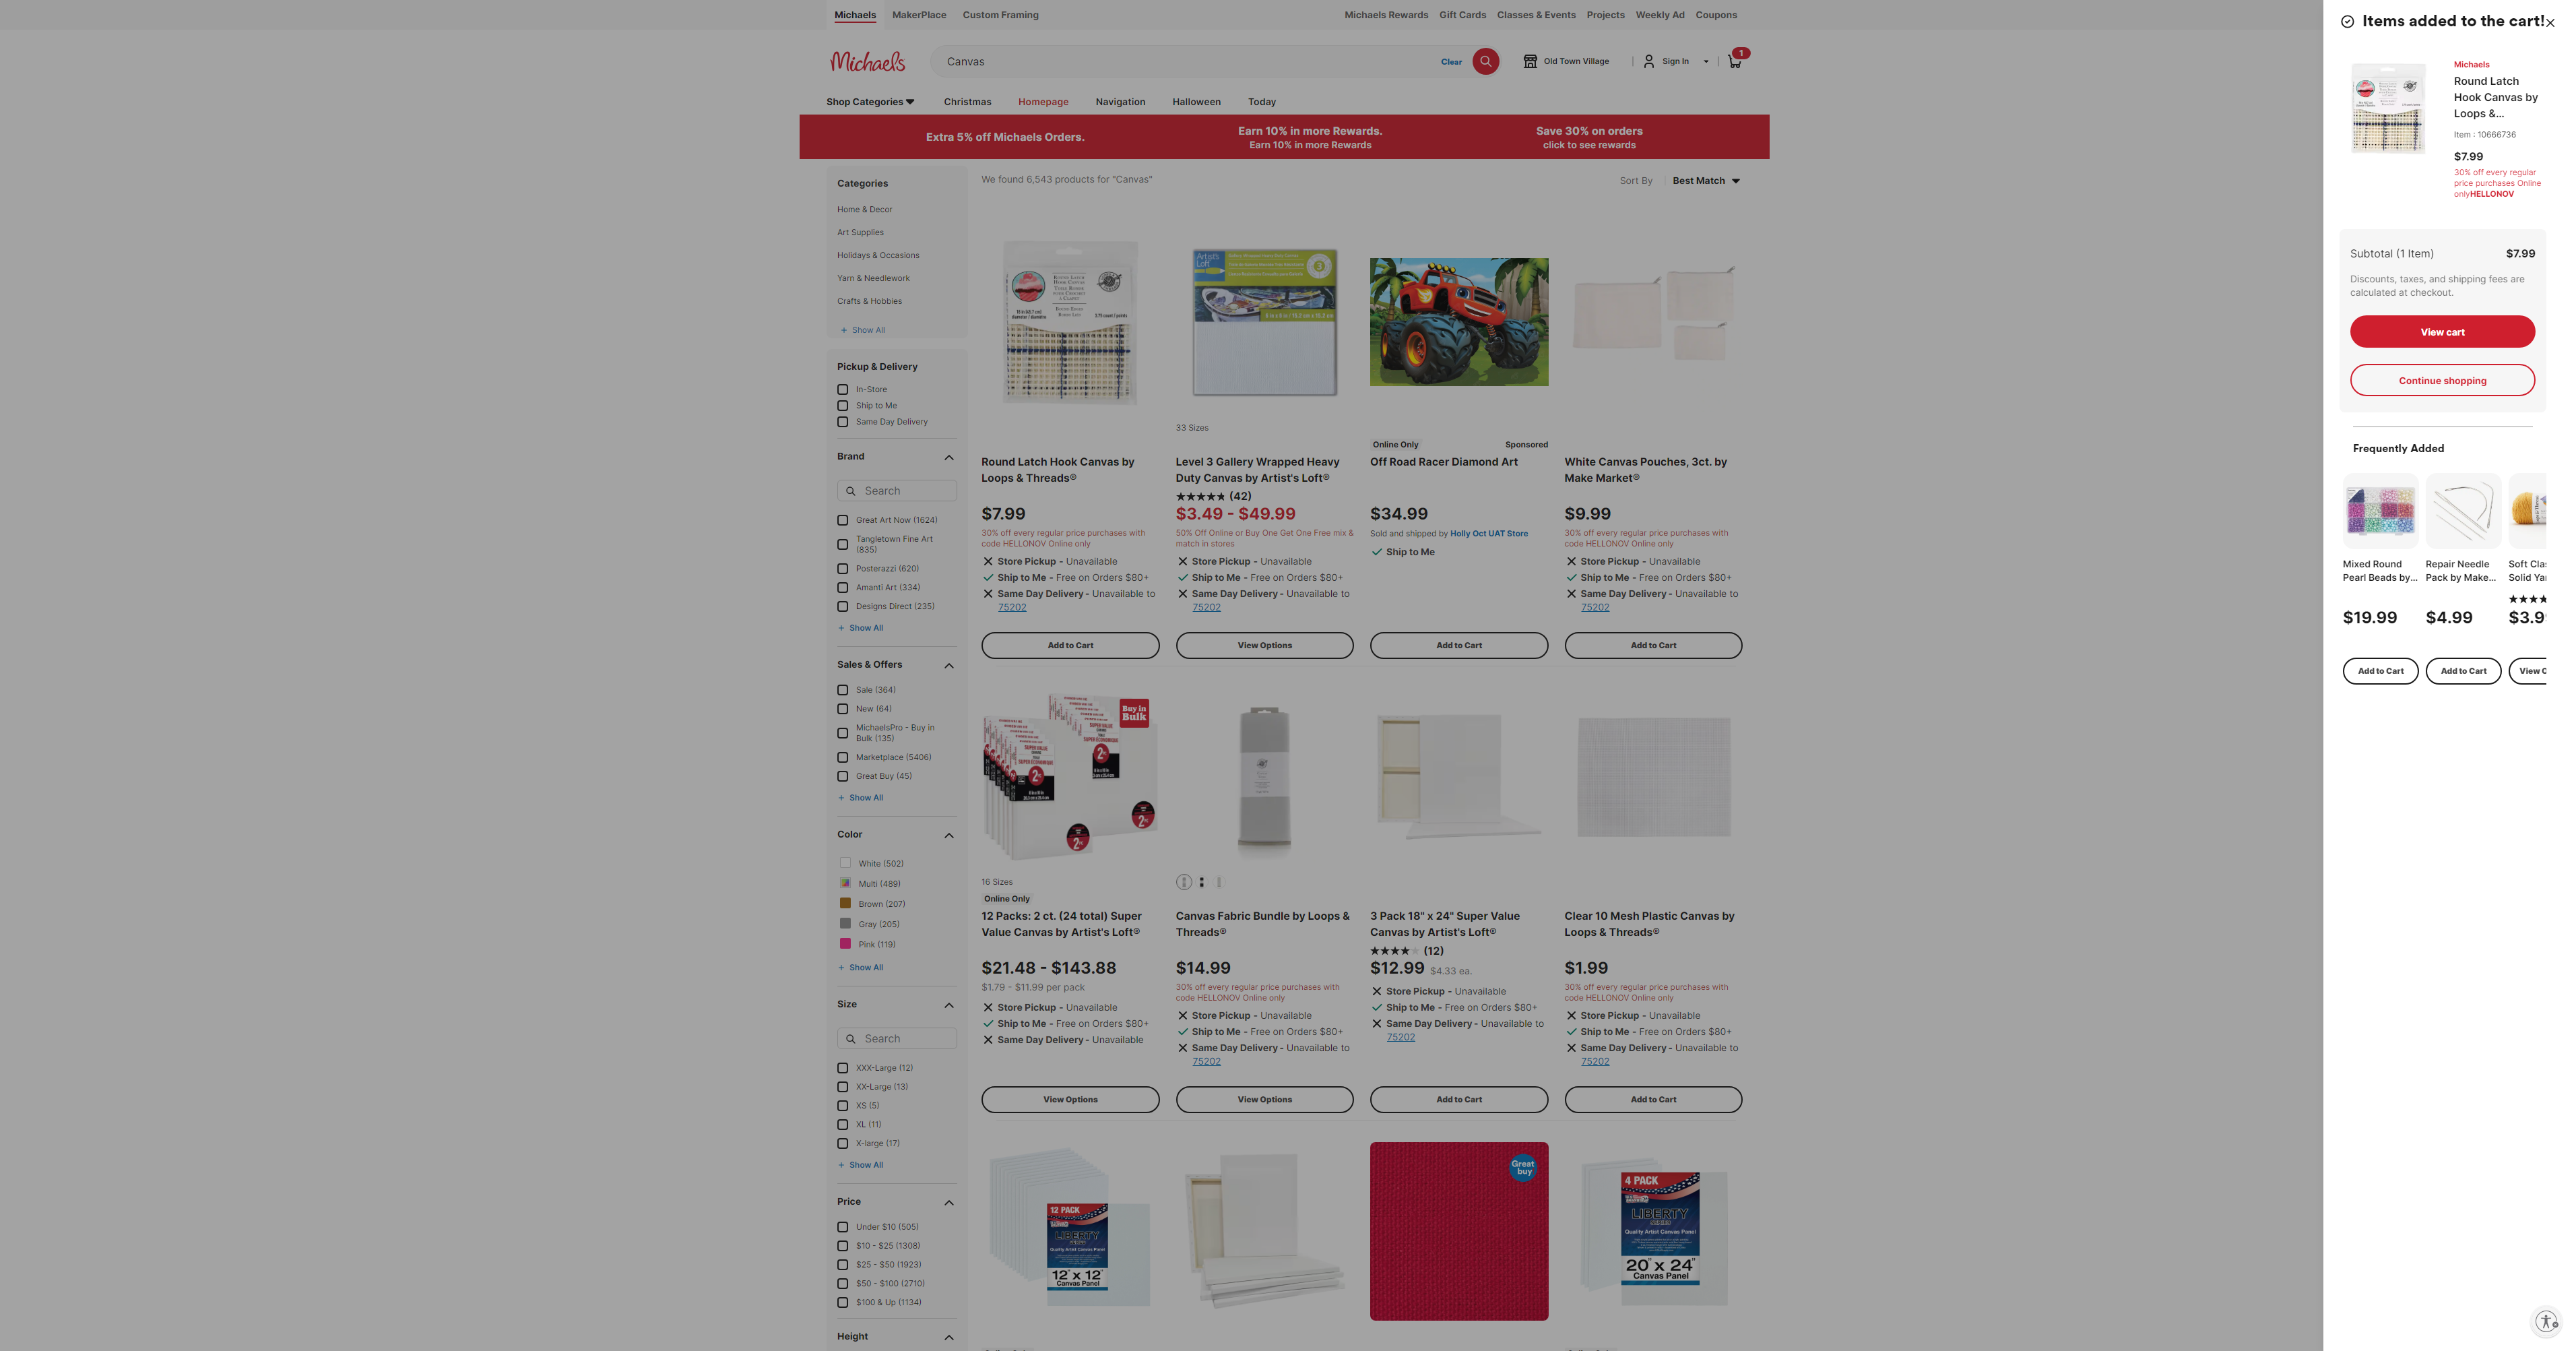 Michaels
MakerPlace
Custom Framing
Michaels Rewards
Gift Cards
Classes & Events
Projects
Weekly Ad
Coupons
Michaels
Canvas
Clear
Old Town Village
Sign In
1
Shop Categories
Christmas
Homepage
Navigation
Halloween
Today
Extra 5% off Michaels Orders.
Earn 10% in more Rewards.
Earn 10% in more Rewards
Save 30% on orders
click to see rewards
Categories
Home & Decor
Art Supplies
Holidays & Occasions
Yarn & Needlework
Crafts & Hobbies
+ Show All
Pickup & Delivery
In-Store
Ship to Me
Same Day Delivery
Brand
Search
Great Art Now (1624)
Tangletown Fine Art
(835)
Posterazzi (620)
Amanti Art (334)
Designs Direct (235)
+ Show All
Sales & Offers
Sale (364)
New (64)
MichaelsPro - Buy in
Bulk (135)
Marketplace (5406)
Great Buy (45)
+ Show All
Color
White (502)
Multi (489)
Brown (207)
Gray (205)
Pink (119)
+ Show All
Size
Search
XXX-Large (12)
XX-Large (13)
XS (5)
XL (11)
X-large (17)
+ Show All
Price
Under $10 (505)
$10 - $25 (1308)
$25 - $50 (1923)
$50 - $100 (2710)
$100 & Up (1134)
Height
We found 6,543 products for "Canvas"
Sort By
Best Match
Round Latch Hook Canvas by
Loops & Threads®
$7.99
30% off every regular price purchases with
code HELLONOV Online only
Store Pickup - Unavailable
Ship to Me - Free on Orders $80+
Same Day Delivery - Unavailable to
75202
Add to Cart
Artist's
Loft
3
33 Sizes
Level 3 Gallery Wrapped Heavy
Duty Canvas by Artist's Loft®
(42)
$3.49 - $49.99
50% Off Online or Buy One Get One Free mix &
match in stores
Store Pickup - Unavailable
Ship to Me - Free on Orders $80+
Same Day Delivery - Unavailable to
75202
View Options
Online Only
Sponsored
Off Road Racer Diamond Art
$34.99
Sold and shipped by Holly Oct UAT Store
Ship to Me
Add to Cart
White Canvas Pouches, 3ct. by
Make Market®
$9.99
30% off every regular price purchases with
code HELLONOV Online only
Store Pickup - Unavailable
Ship to Me - Free on Orders $80+
Same Day Delivery - Unavailable to
75202
Add to Cart
Buy in
Bulk
16 Sizes
Online Only
12 Packs: 2 ct. (24 total) Super
Value Canvas by Artist's Loft®
$21.48 - $143.88
$1.79 - $11.99 per pack
Store Pickup - Unavailable
Ship to Me - Free on Orders $80+
Same Day Delivery - Unavailable
View Options
Canvas Fabric Bundle by Loops &
Threads®
$14.99
30% off every regular price purchases with
code HELLONOV Online only
Store Pickup - Unavailable
Ship to Me - Free on Orders $80+
Same Day Delivery - Unavailable to
75202
View Options
3 Pack 18" x 24" Super Value
Canvas by Artist's Loft®
(12)
$12.99 $4.33 ea.
Store Pickup - Unavailable
Ship to Me - Free on Orders $80+
Same Day Delivery - Unavailable to
75202
Add to Cart
Clear 10 Mesh Plastic Canvas by
Loops & Threads®
$1.99
30% off every regular price purchases with
code HELLONOV Online only
Store Pickup - Unavailable
Ship to Me - Free on Orders $80+
Same Day Delivery - Unavailable to
75202
Add to Cart
12 PACK
LIBERTY
SERIES
Quality Artist Canvas Panel
12" x 12"
Canvas Panel
Great
buy
4 PACK
LIBERTY
SERIES
Quality Artist Canvas Panel
20" x 24"
Canvas Panel
Items added to the cart!
Michaels
Round Latch
Hook Canvas by
Loops &...
Item : 10666736
$7.99
30% off every regular
price purchases Online
onlyHELLONOV
Subtotal (1 Item)
$7.99
Discounts, taxes, and shipping fees are
calculated at checkout.
View cart
Continue shopping
Frequently Added
Mixed Round
Pearl Beads by...
$19.99
Add to Cart
Repair Needle
Pack by Make...
$4.99
Add to Cart
Soft Clas
Solid Ya
$3.9
View